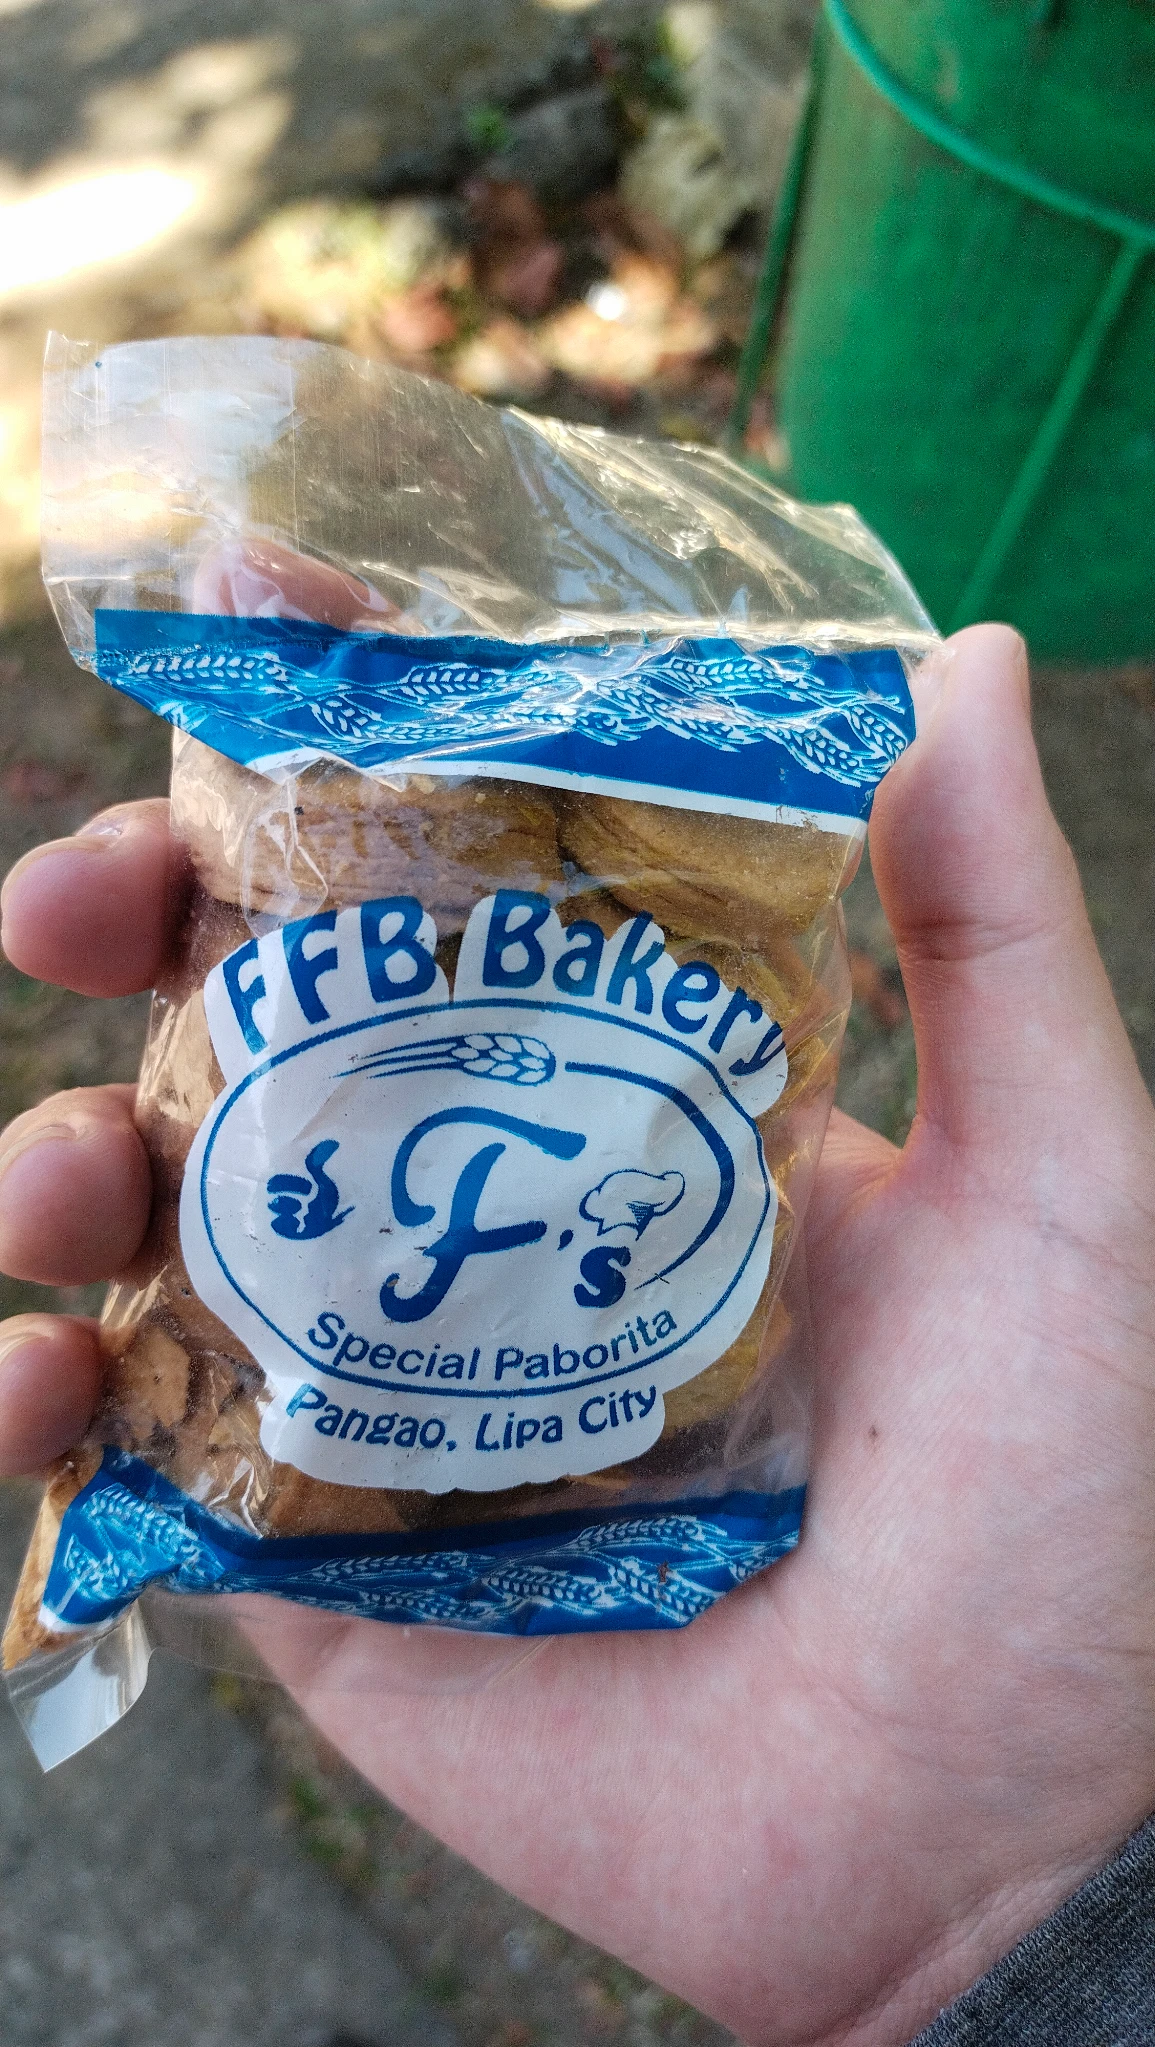 FFB Bakery
F's
Special Paborita
Pangao, Lipa City